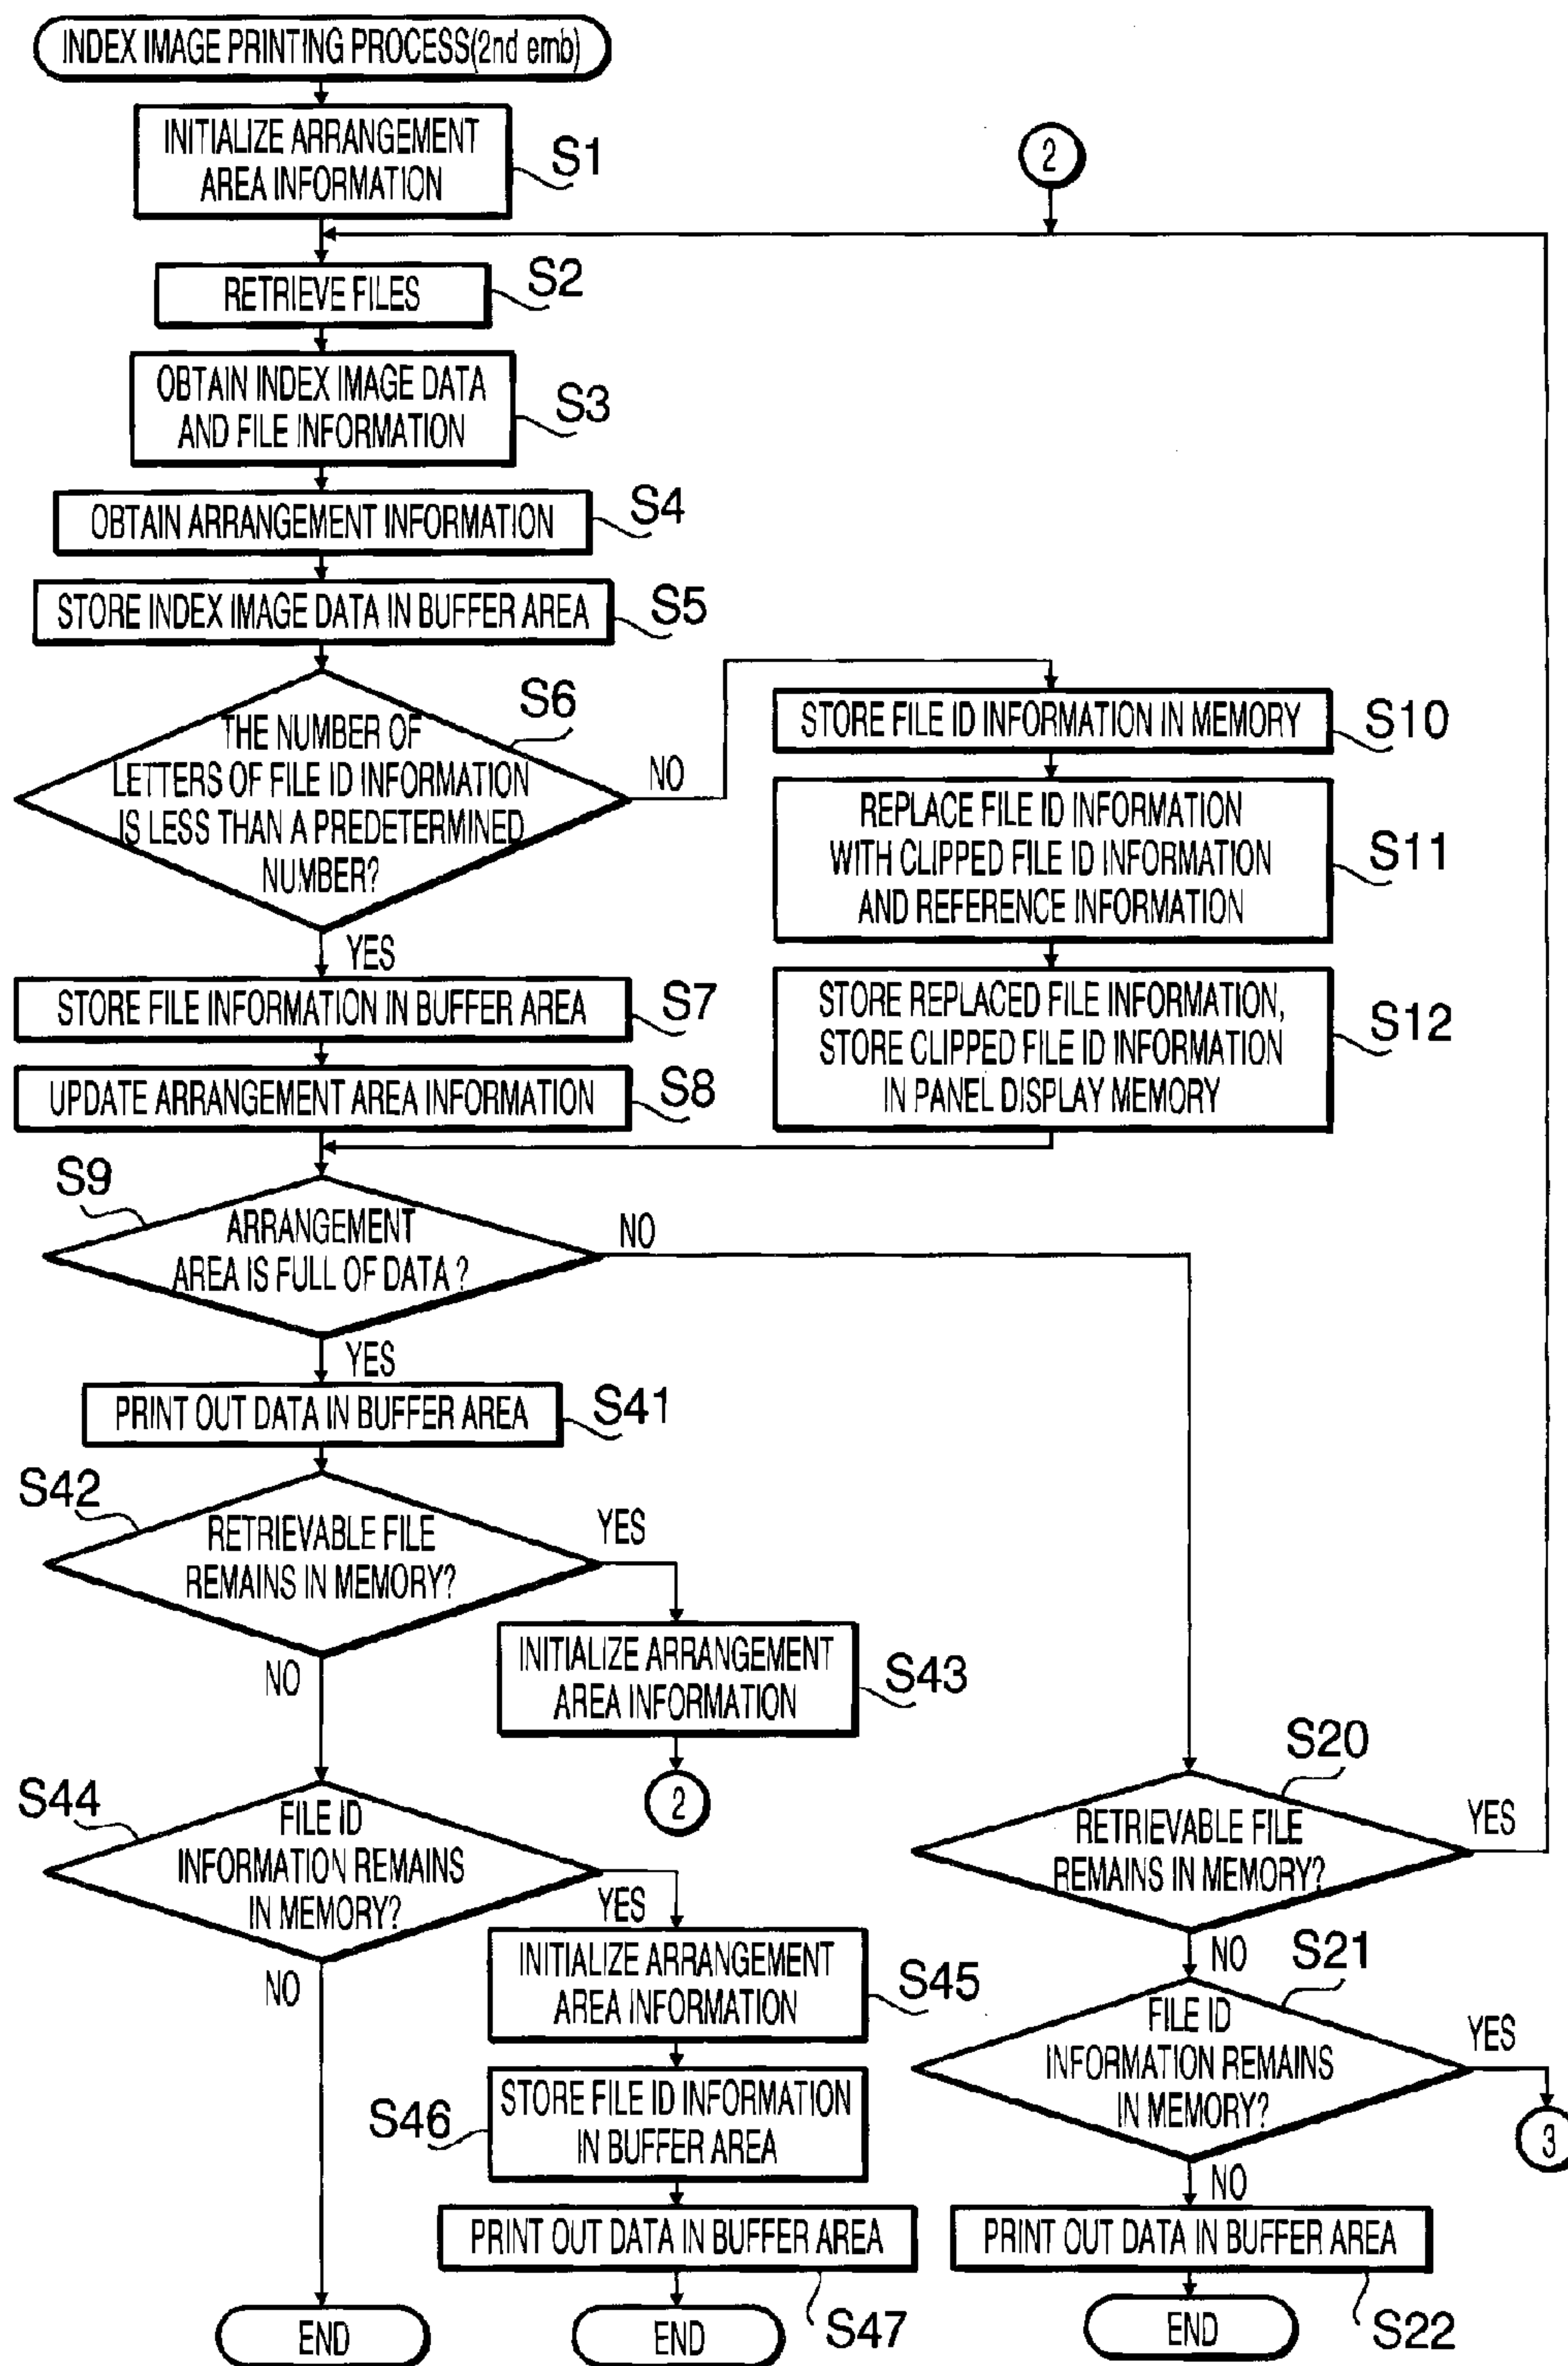 INDEX IMAGE PRINTING PROCESS(2nd emb)
INITIALIZE ARRANGEMENT
AREA INFORMATION
S1
2
RETRIEVE FILES
S2
OBTAIN INDEX IMAGE DATA
AND FILE INFORMATION
S3
OBTAIN ARRANGEMENT INFORMATION
S4
STORE INDEX IMAGE DATA IN BUFFER AREA
S5
THE NUMBER OF
LETTERS OF FILE ID INFORMATION
IS LESS THAN A PREDETERMINED
NUMBER?
S6
NO
YES
STORE FILE ID INFORMATION IN MEMORY
S10
REPLACE FILE ID INFORMATION
WITH CLIPPED FILE ID INFORMATION
AND REFERENCE INFORMATION
S11
STORE REPLACED FILE INFORMATION,
STORE CLIPPED FILE ID INFORMATION
IN PANEL DISPLAY MEMORY
S12
STORE FILE INFORMATION IN BUFFER AREA
S7
UPDATE ARRANGEMENT AREA INFORMATION
S8
S9
ARRANGEMENT
AREA IS FULL OF DATA ?
NO
YES
PRINT OUT DATA IN BUFFER AREA
S41
S42
RETRIEVABLE FILE
REMAINS IN MEMORY?
YES
NO
INITIALIZE ARRANGEMENT
AREA INFORMATION
S43
2
S44
FILE ID
INFORMATION REMAINS
IN MEMORY?
YES
NO
INITIALIZE ARRANGEMENT
AREA INFORMATION
S45
S46
STORE FILE ID INFORMATION
IN BUFFER AREA
PRINT OUT DATA IN BUFFER AREA
S47
END
END
S20
RETRIEVABLE FILE
REMAINS IN MEMORY?
YES
NO
S21
FILE ID
INFORMATION REMAINS
IN MEMORY?
YES
3
NO
PRINT OUT DATA IN BUFFER AREA
S22
END